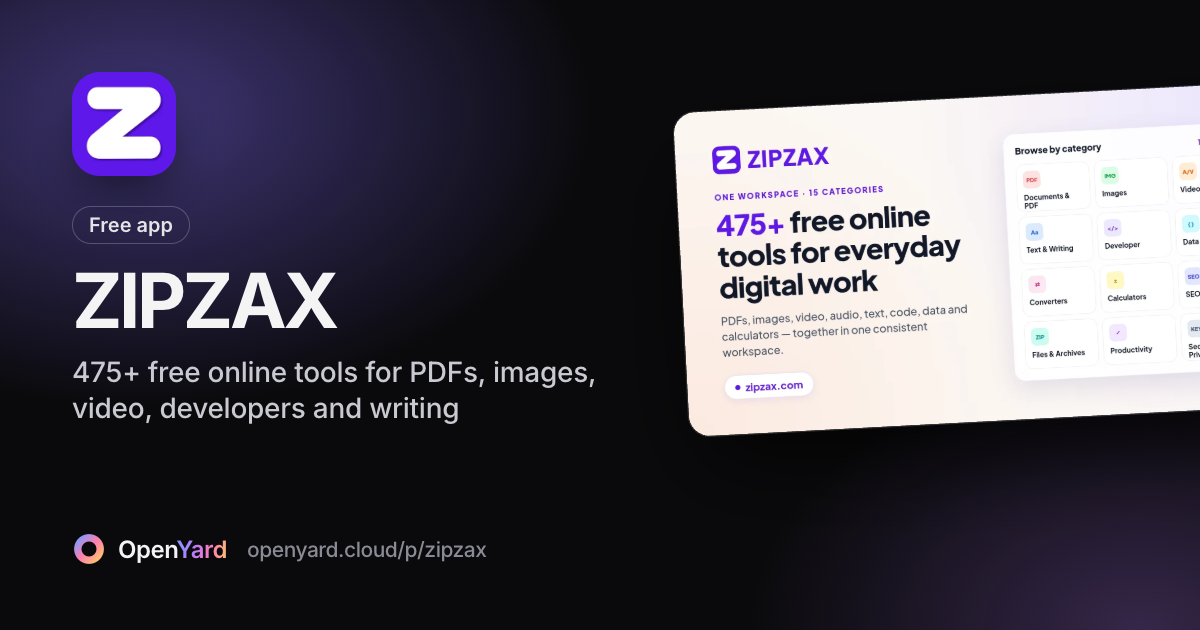 Free app
ZIPZAX
475+ free online tools for PDFs, images,
video, developers and writing
OpenYard openyard.cloud/p/zipzax
ZIPZAX
ONE WORKSPACE · 15 CATEGORIES
475+ free online
tools for everyday
digital work
PDFs, images, video, audio, text, code, data and
calculators — together in one consistent
workspace.
zipzax.com
Browse by category
PDF
Documents &
PDF
IMG
Images
A/V
Video
Aa
Text & Writing
</>
Developer
{}
Data
⇄
Converters
Calculators
SEO
SEO
ZIP
Files & Archives
✓
Productivity